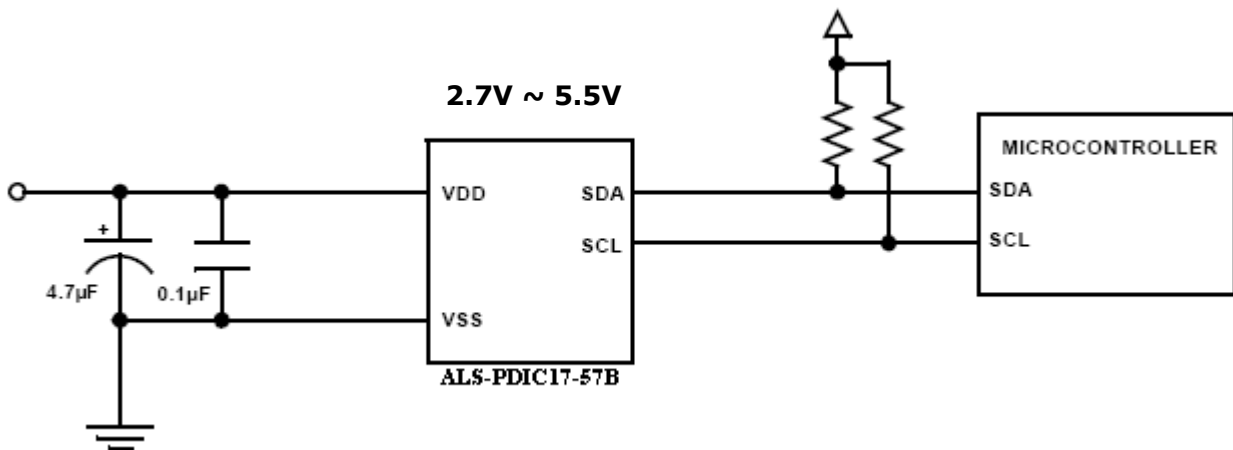 2.7V ~ 5.5V
MICROCONTROLLER
VDD
SDA
SDA
SCL
SCL
4.7µF
0.1µF
VSS
ALS-PDIC17-57B